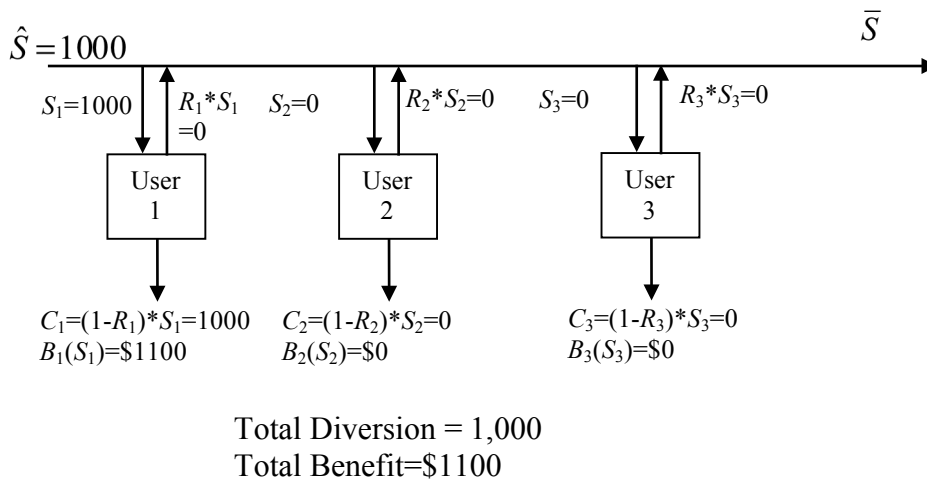 Ŝ=1000
S̅
S₁=1000
R₁*S₁
=0
S₂=0
R₂*S₂=0
S₃=0
R₃*S₃=0
User
1
User
2
User
3
C₁=(1-R₁)*S₁=1000
B₁(S₁)=$1100
C₂=(1-R₂)*S₂=0
B₂(S₂)=$0
C₃=(1-R₃)*S₃=0
B₃(S₃)=$0
Total Diversion = 1,000
Total Benefit=$1100